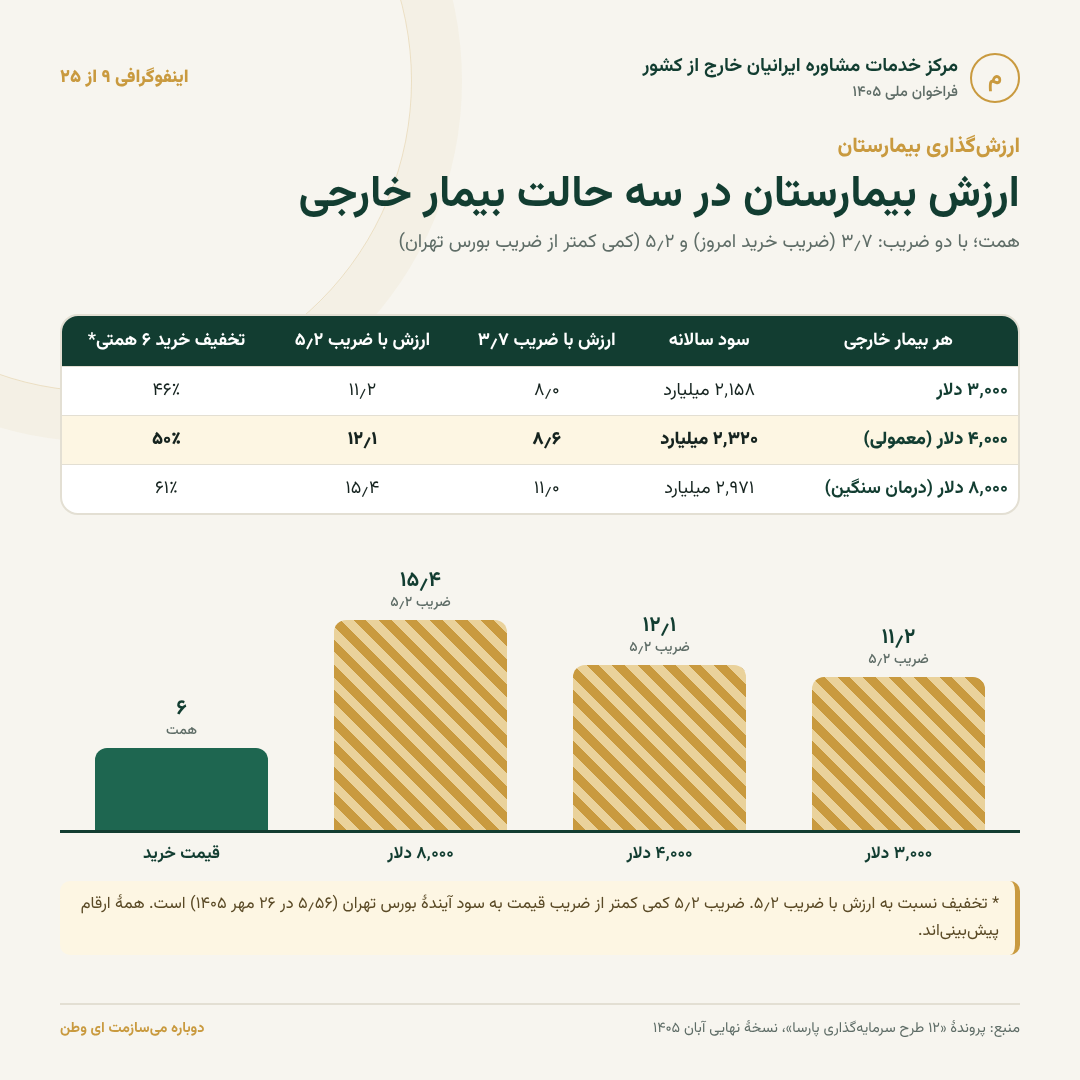 م
مرکز خدمات مشاوره ایرانیان خارج از کشور
فراخوان ملی ۱۴۰۵
اینفوگرافی ۹ از ۲۵
ارزش‌گذاری بیمارستان
ارزش بیمارستان در سه حالت بیمار خارجی
همت؛ با دو ضریب: ۳٫۷ (ضریب خرید امروز) و ۵٫۲ (کمی کمتر از ضریب بورس تهران)
هر بیمار خارجی	سود سالانه	ارزش با ضریب ۳٫۷	ارزش با ضریب ۵٫۲	تخفیف خرید ۶ همتی*
۳,۰۰۰ دلار	۲,۱۵۸ میلیارد	۸٫۰	۱۱٫۲	۴۶٪
۴,۰۰۰ دلار (معمولی)	۲,۳۲۰ میلیارد	۸٫۶	۱۲٫۱	۵۰٪
۸,۰۰۰ دلار (درمان سنگین)	۲,۹۷۱ میلیارد	۱۱٫۰	۱۵٫۴	۶۱٪
۱۱٫۲
ضریب ۵٫۲
۱۲٫۱
ضریب ۵٫۲
۱۵٫۴
ضریب ۵٫۲
۶
همت
۳,۰۰۰ دلار	۴,۰۰۰ دلار	۸,۰۰۰ دلار	قیمت خرید
* تخفیف نسبت به ارزش با ضریب ۵٫۲. ضریب ۵٫۲ کمی کمتر از ضریب قیمت به سود آیندهٔ بورس تهران (۵٫۵۶ در ۲۶ مهر ۱۴۰۵) است. همهٔ ارقام
پیش‌بینی‌اند.
منبع: پروندهٔ «۱۲ طرح سرمایه‌گذاری پارسا»، نسخهٔ نهایی آبان ۱۴۰۵
دوباره می‌سازمت ای وطن